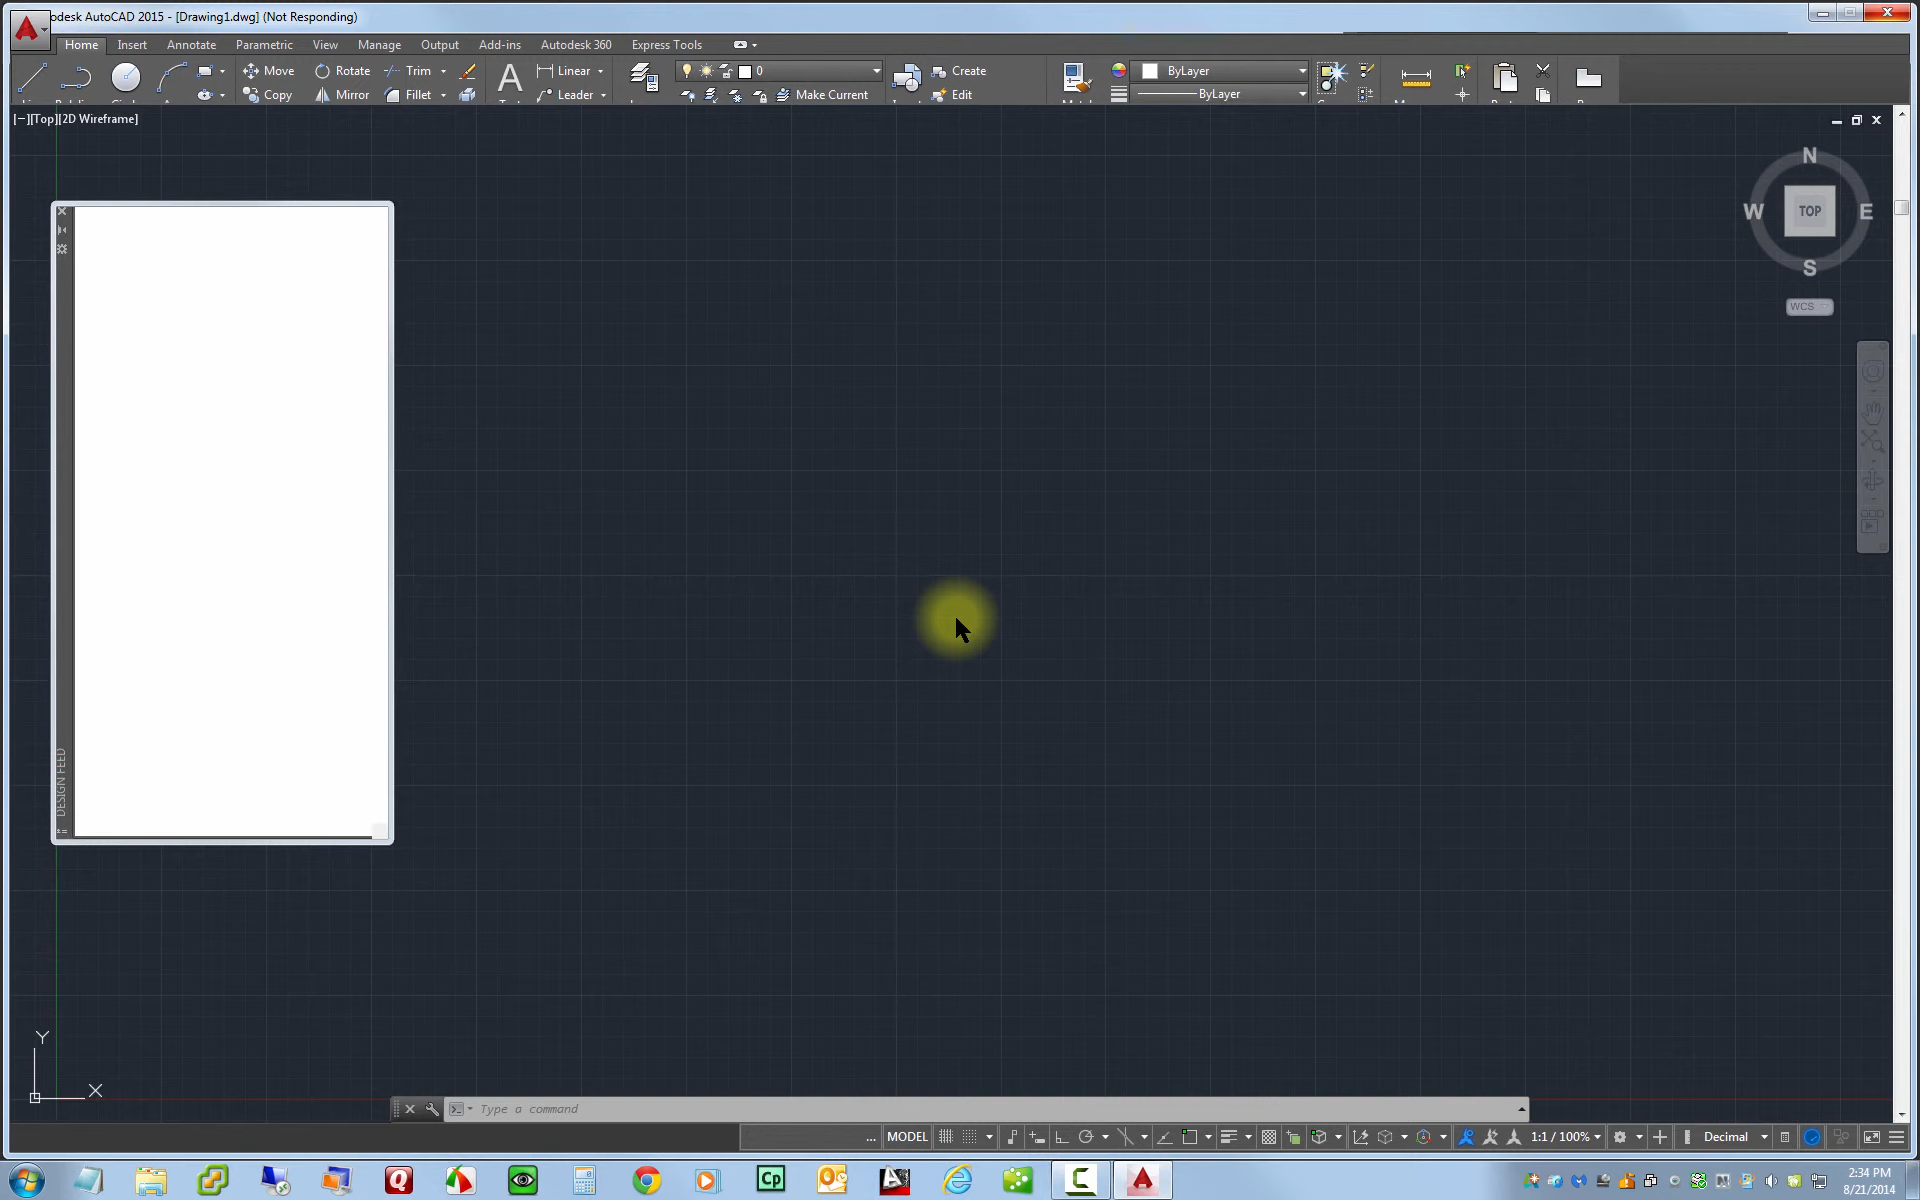 odesk AutoCAD 2015 - [Drawing1.dwg] (Not Responding)
Home Insert Annotate Parametric View Manage Output Add-ins Autodesk 360 Express Tools
Move Rotate Trim Linear 0 Create ByLayer
Copy Mirror Fillet Leader Make Current Edit ByLayer
[−][Top][2D Wireframe]
N
W TOP E
S
WCS
DESIGN FEED
Y
X
Type a command
... MODEL 1:1 / 100% Decimal
Cp
2:34 PM
8/21/2014